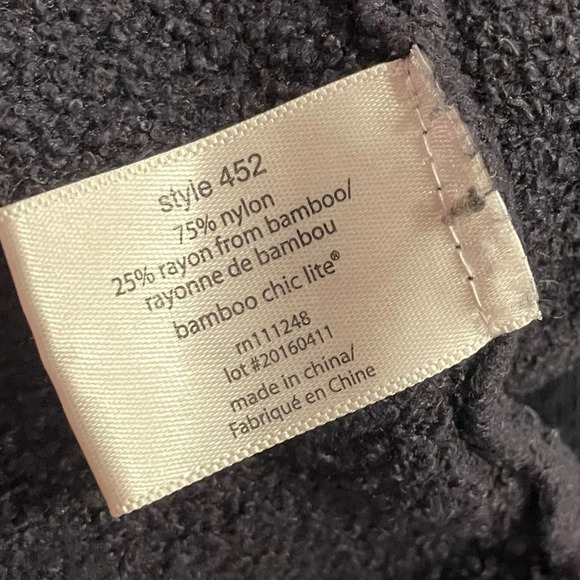 style 452
75% nylon
25% rayon from bamboo/
rayonne de bambou
bamboo chic lite®
rn111248
lot #20160411
made in china/
Fabriqué en Chine